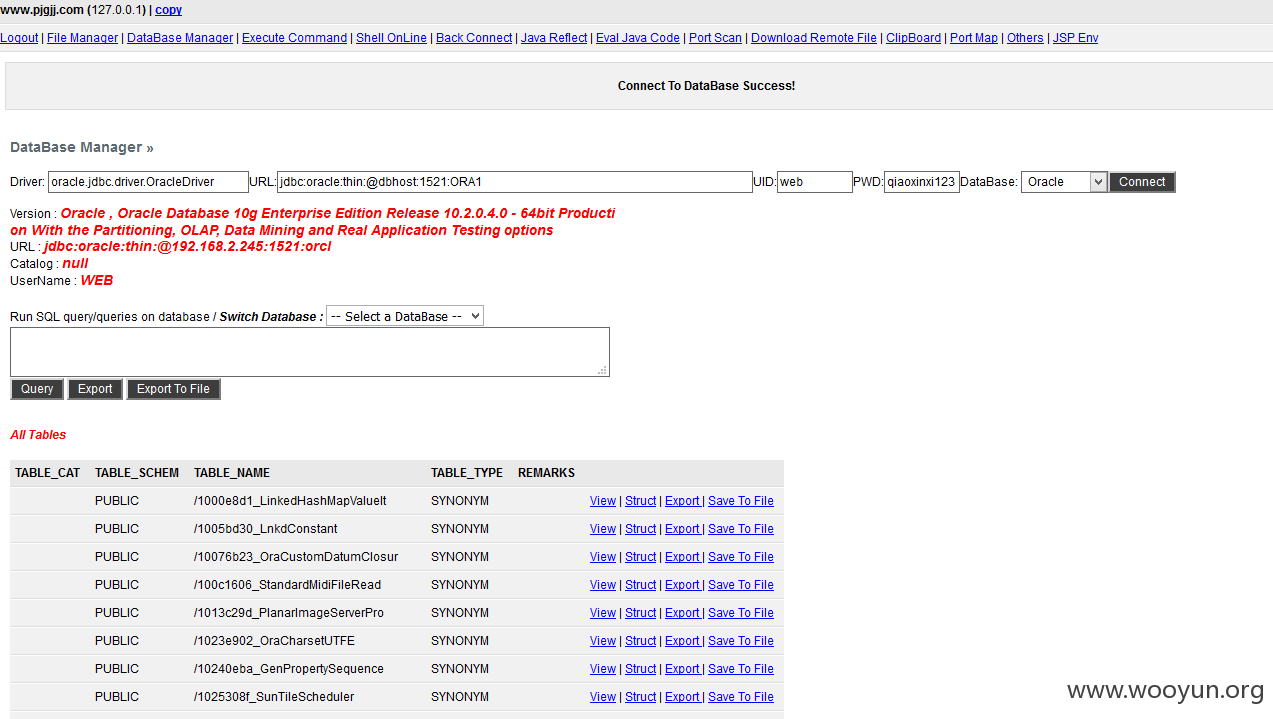 www.pjgjj.com (127.0.0.1) | copy
Logout | File Manager | DataBase Manager | Execute Command | Shell OnLine | Back Connect | Java Reflect | Eval Java Code | Port Scan | Download Remote File | ClipBoard | Port Map | Others | JSP Env
Connect To DataBase Success!
DataBase Manager »
Driver: oracle.jdbc.driver.OracleDriver URL: jdbc:oracle:thin:@dbhost:1521:ORA1 UID: web PWD: qiaoxinxi123 DataBase: Oracle Connect
Version : Oracle , Oracle Database 10g Enterprise Edition Release 10.2.0.4.0 - 64bit Producti
on With the Partitioning, OLAP, Data Mining and Real Application Testing options
URL : jdbc:oracle:thin:@192.168.2.245:1521:orcl
Catalog : null
UserName : WEB
Run SQL query/queries on database / Switch Database : -- Select a DataBase --
Query Export Export To File
All Tables
TABLE_CAT TABLE_SCHEM TABLE_NAME TABLE_TYPE REMARKS
PUBLIC /1000e8d1_LinkedHashMapValueIt SYNONYM View | Struct | Export | Save To File
PUBLIC /1005bd30_LnkdConstant SYNONYM View | Struct | Export | Save To File
PUBLIC /10076b23_OraCustomDatumClosur SYNONYM View | Struct | Export | Save To File
PUBLIC /100c1606_StandardMidiFileRead SYNONYM View | Struct | Export | Save To File
PUBLIC /1013c29d_PlanarImageServerPro SYNONYM View | Struct | Export | Save To File
PUBLIC /1023e902_OraCharsetUTFE SYNONYM View | Struct | Export | Save To File
PUBLIC /10240eba_GenPropertySequence SYNONYM View | Struct | Export | Save To File
PUBLIC /1025308f_SunTileScheduler SYNONYM View | Struct | Export | Save To File
www.wooyun.org